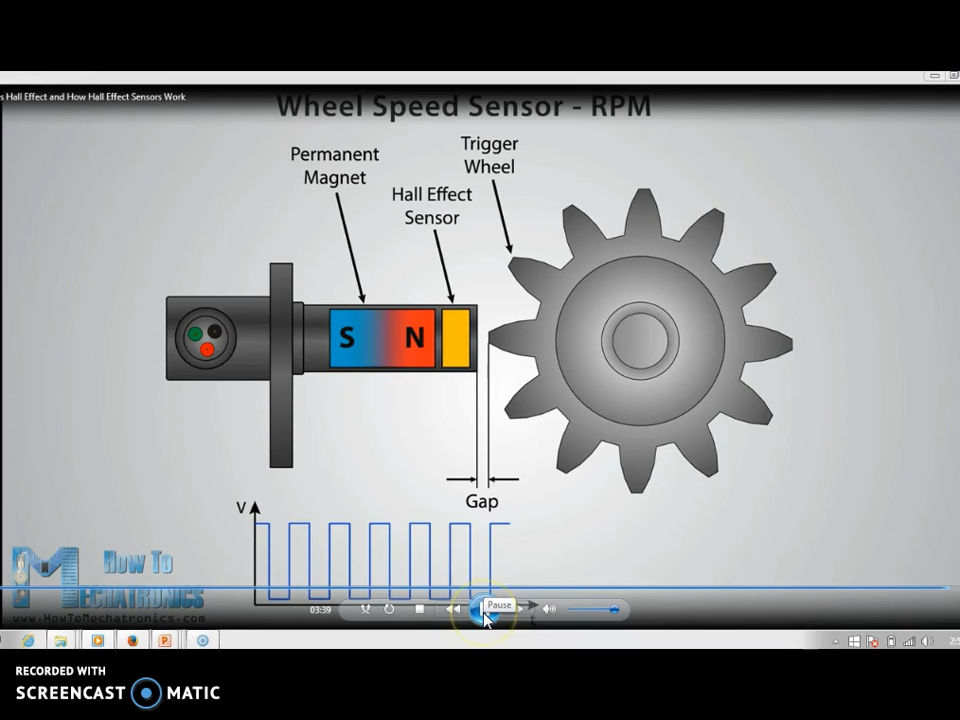 s Hall Effect and How Hall Effect Sensors Work
Wheel Speed Sensor - RPM
Permanent
Magnet
Hall Effect
Sensor
Trigger
Wheel
S N
Gap
V
How To
MECHATRONICS
www.HowToMechatronics.com
03:39
Pause
t
RECORDED WITH
SCREENCAST MATIC